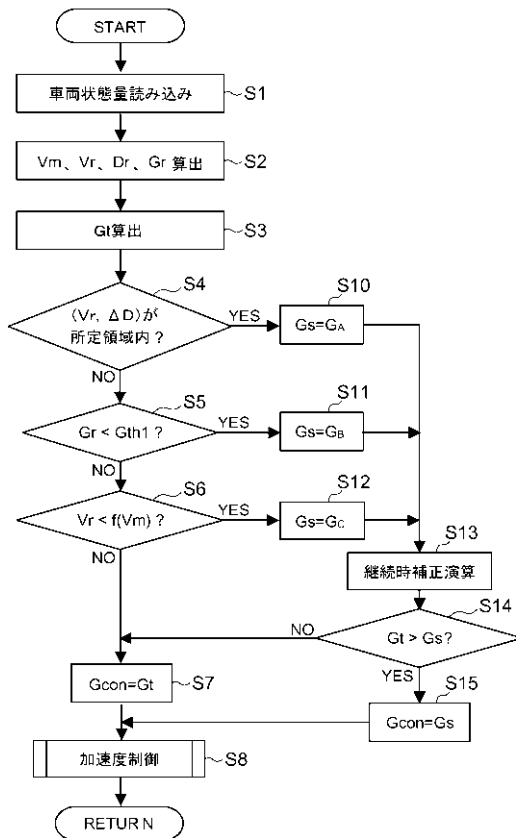 START
車両状態量読み込み
S1
Vm、Vr、Dr、Gr 算出
S2
Gt算出
S3
S4
(Vr, ΔD)が
所定領域内?
YES
S10
Gs=GA
NO
S5
Gr < Gth1?
YES
S11
Gs=GB
NO
S6
Vr < f(Vm)?
YES
S12
Gs=GC
NO
S13
継続時補正演算
S14
Gt > Gs?
NO
YES
Gcon=Gt
S7
S15
Gcon=Gs
加速度制御
S8
RETURN